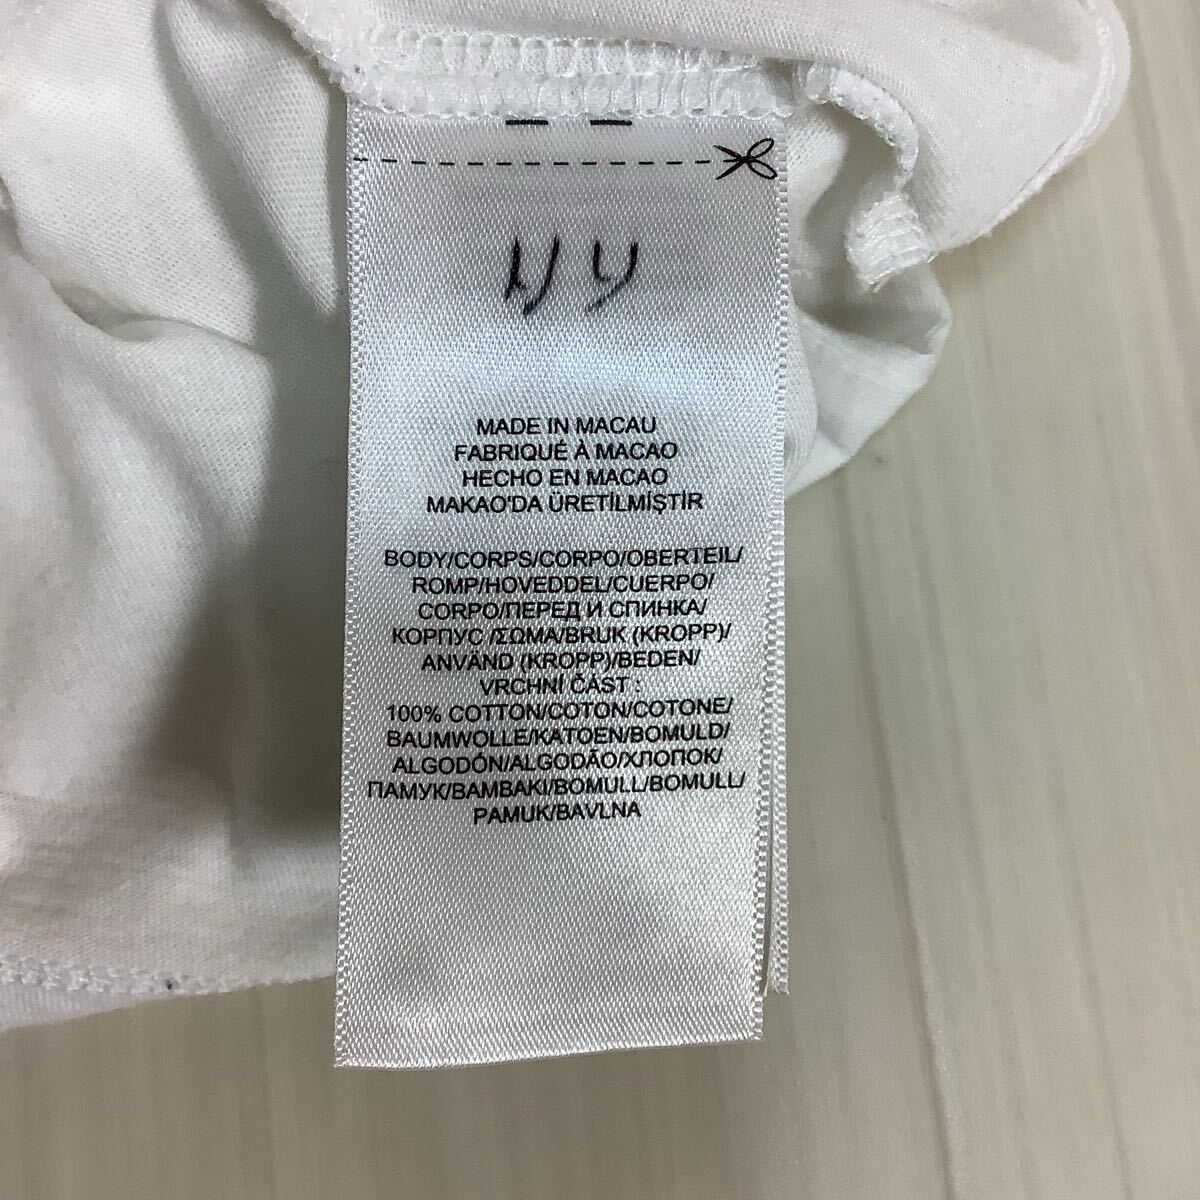 りり
MADE IN MACAU
FABRIQUÉ À MACAO
HECHO EN MACAO
MAKAO'DA ÜRETİLMİŞTİR
BODY/CORPS/CORPO/OBERTEIL/
ROMP/HOVEDDEL/CUERPO/
CORPO/ПЕРЕД И СПИНКА/
КОРПУС /ΣΩΜΑ/BRUK (KROPP)/
ANVÄND (KROPP)/BEDEN/
VRCHNÍ ČÁST :
100% COTTON/COTON/COTONE/
BAUMWOLLE/KATOEN/BOMULD/
ALGODÓN/ALGODÃO/ХЛОПОК/
ПАМУК/BAMBAKI/BOMULL/BOMULL/
PAMUK/BAVLNA